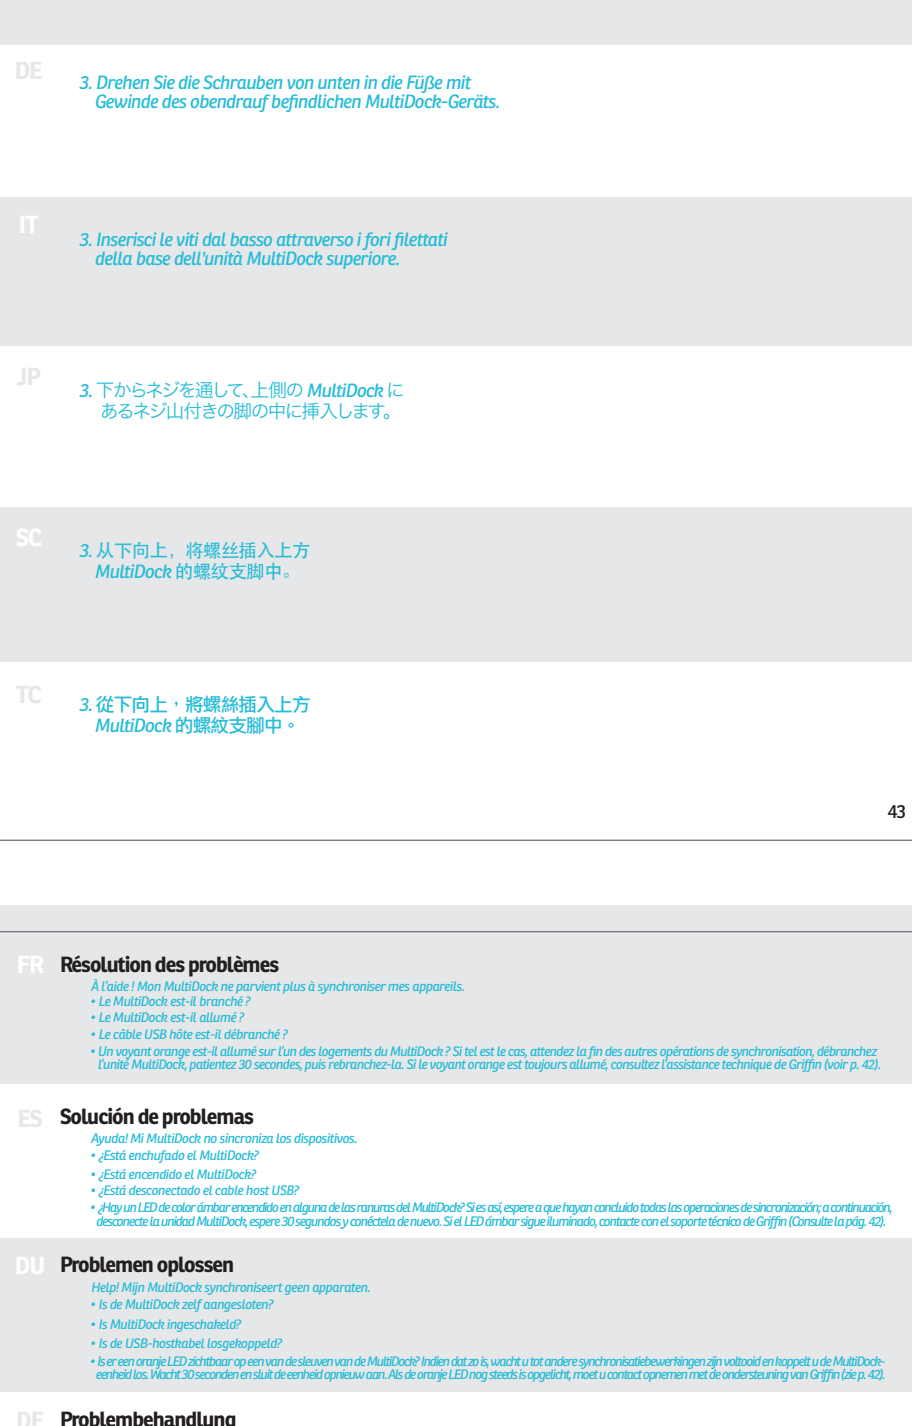 DE
3. Drehen Sie die Schrauben von unten in die Füße mit
Gewinde des obendrauf befindlichen MultiDock-Geräts.
IT
3. Inserisci le viti dal basso attraverso i fori filettati
della base dell'unità MultiDock superiore.
JP
3. 下からネジを通して、上側の MultiDock に
あるネジ山付きの脚の中に挿入します。
SC
3. 从下向上，将螺丝插入上方
MultiDock 的螺纹支脚中。
TC
3. 從下向上，將螺絲插入上方
MultiDock 的螺紋支腳中。
43
FR Résolution des problèmes
À l'aide ! Mon MultiDock ne parvient plus à synchroniser mes appareils.
• Le MultiDock est-il branché ?
• Le MultiDock est-il allumé ?
• Le câble USB hôte est-il débranché ?
• Un voyant orange est-il allumé sur l'un des logements du MultiDock ? Si tel est le cas, attendez la fin des autres opérations de synchronisation, débranchez
l'unité MultiDock, patientez 30 secondes, puis rebranchez-la. Si le voyant orange est toujours allumé, consultez l'assistance technique de Griffin (voir p. 42).
ES Solución de problemas
Ayuda! Mi MultiDock no sincroniza los dispositivos.
• ¿Está enchufado el MultiDock?
• ¿Está encendido el MultiDock?
• ¿Está desconectado el cable host USB?
• ¿Hay un LED de color ámbar encendido en alguna de las ranuras del MultiDock? Si es así, espere a que hayan concluido todas las operaciones de sincronización; a continuación,
desconecte la unidad MultiDock, espere 30 segundos y conéctela de nuevo. Si el LED ámbar sigue iluminado, contacte con el soporte técnico de Griffin (Consulte la pág. 42).
DU Problemen oplossen
Help! Mijn MultiDock synchroniseert geen apparaten.
• Is de MultiDock zelf aangesloten?
• Is MultiDock ingeschakeld?
• Is de USB-hostkabel losgekoppeld?
• Is er een oranje LED zichtbaar op een van de sleuven van de MultiDock? Indien dat zo is, wacht u tot andere synchronisatiebewerkingen zijn voltooid en koppelt u de MultiDock-
eenheid los. Wacht 30 seconden en sluit de eenheid opnieuw aan. Als de oranje LED nog steeds is opgelicht, moet u contact opnemen met de ondersteuning van Griffin (zie p. 42).
DE Problembehandlung